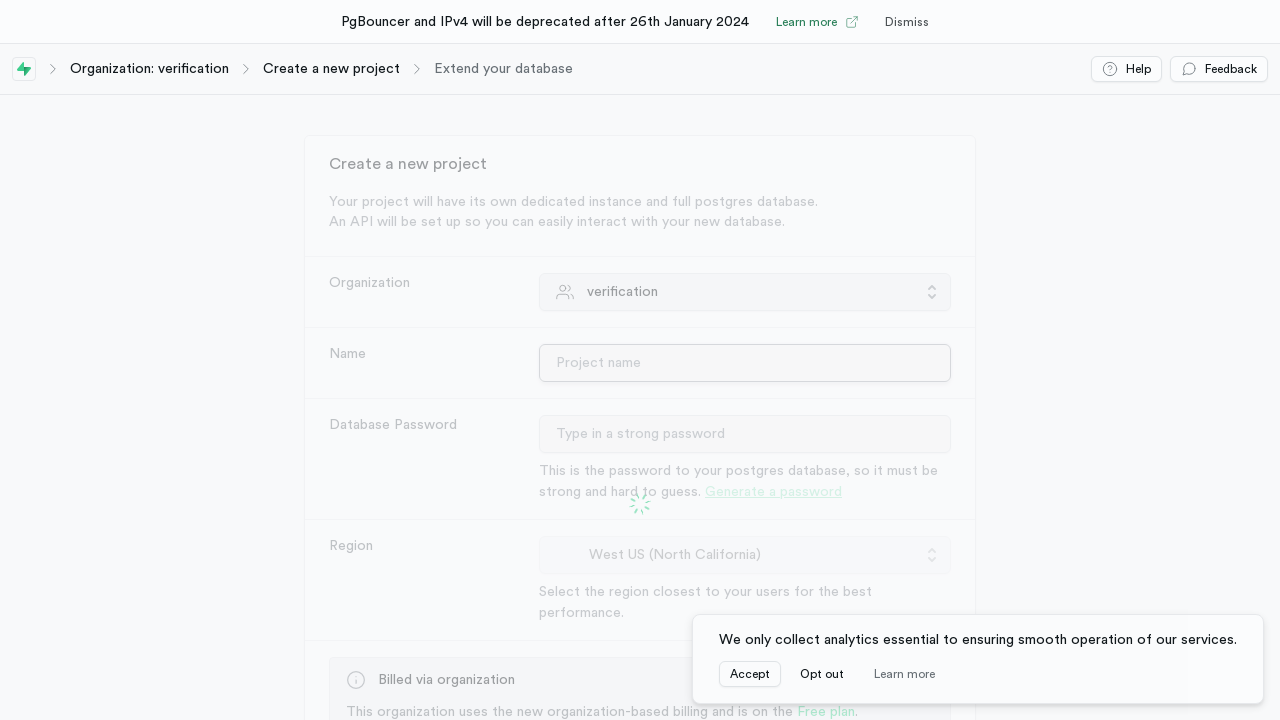 PgBouncer and IPv4 will be deprecated after 26th January 2024 Learn more Dismiss
Organization: verification Create a new project Extend your database Help Feedback
Create a new project
Your project will have its own dedicated instance and full postgres database.
An API will be set up so you can easily interact with your new database.
Organization verification
Name Project name
Database Password Type in a strong password
This is the password to your postgres database, so it must be
strong and hard to guess. Generate a password
Region West US (North California)
Select the region closest to your users for the best
performance.
We only collect analytics essential to ensuring smooth operation of our services.
Accept Opt out Learn more
Billed via organization
This organization uses the new organization-based billing and is on the Free plan.